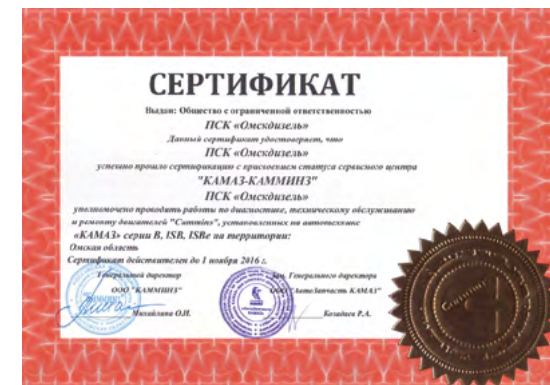 СЕРТИФИКАТ
Выдан: Общество с ограниченной ответственностью
ПСК «Омскдизель»
Данный сертификат удостоверяет, что
ПСК «Омскдизель»
успешно прошло сертификацию с присвоением статуса сервисного центра
"КАМАЗ-КАММИНЗ"
ПСК «Омскдизель»
уполномочено проводить работы по диагностике, техническому обслуживанию
и ремонту двигателей "Cummins", установленных на автотехнике
«КАМАЗ» серии B, ISB, ISBe на территории:
Омская область
Сертификат действителен до 1 ноября 2016 г.
Генеральный директор
Зам. Генерального директора
ООО "КАММИНЗ"
ООО "АвтоЗапчасть КАМАЗ"
Михайлова О.И.
Козадаев Р.А.